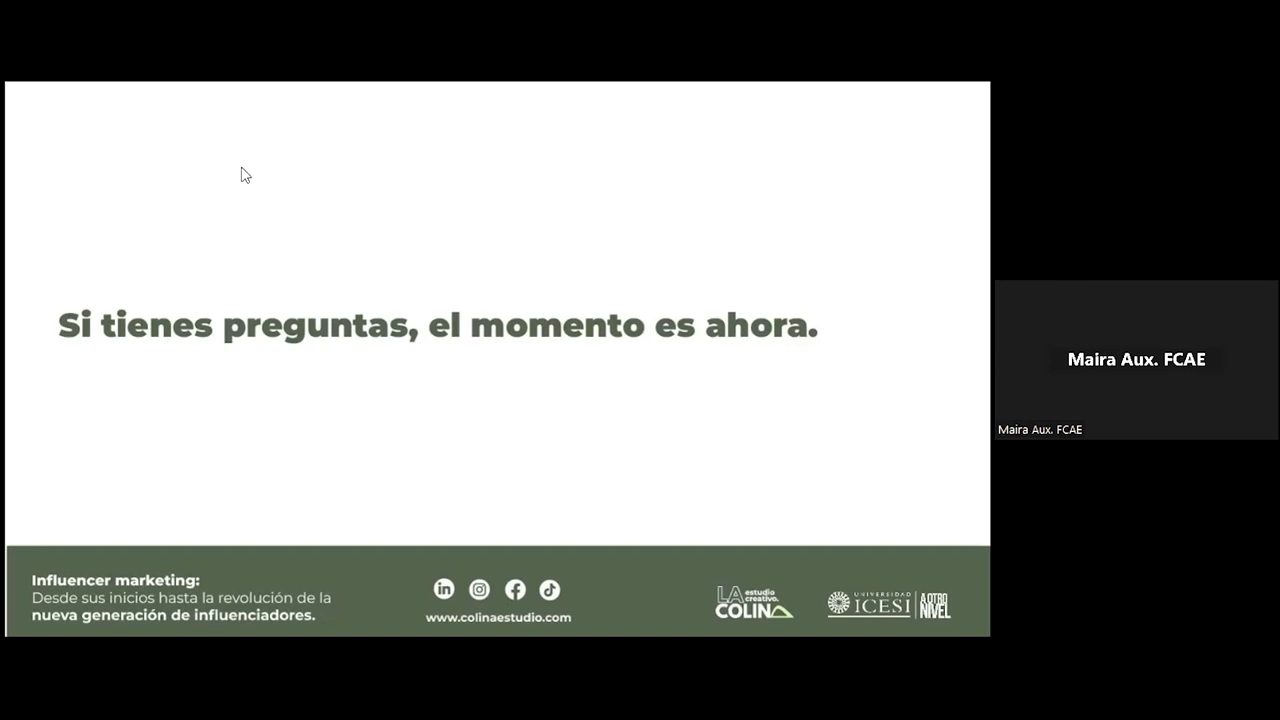 Si tienes preguntas, el momento es ahora.
Maira Aux. FCAE
Maira Aux. FCAE
Influencer marketing:
Desde sus inicios hasta la revolución de la
nueva generación de influenciadores.
in
www.colinaestudio.com
LA estudio creativo.
COLINA
UNIVERSIDAD
ICESI
A OTRO
NIVEL